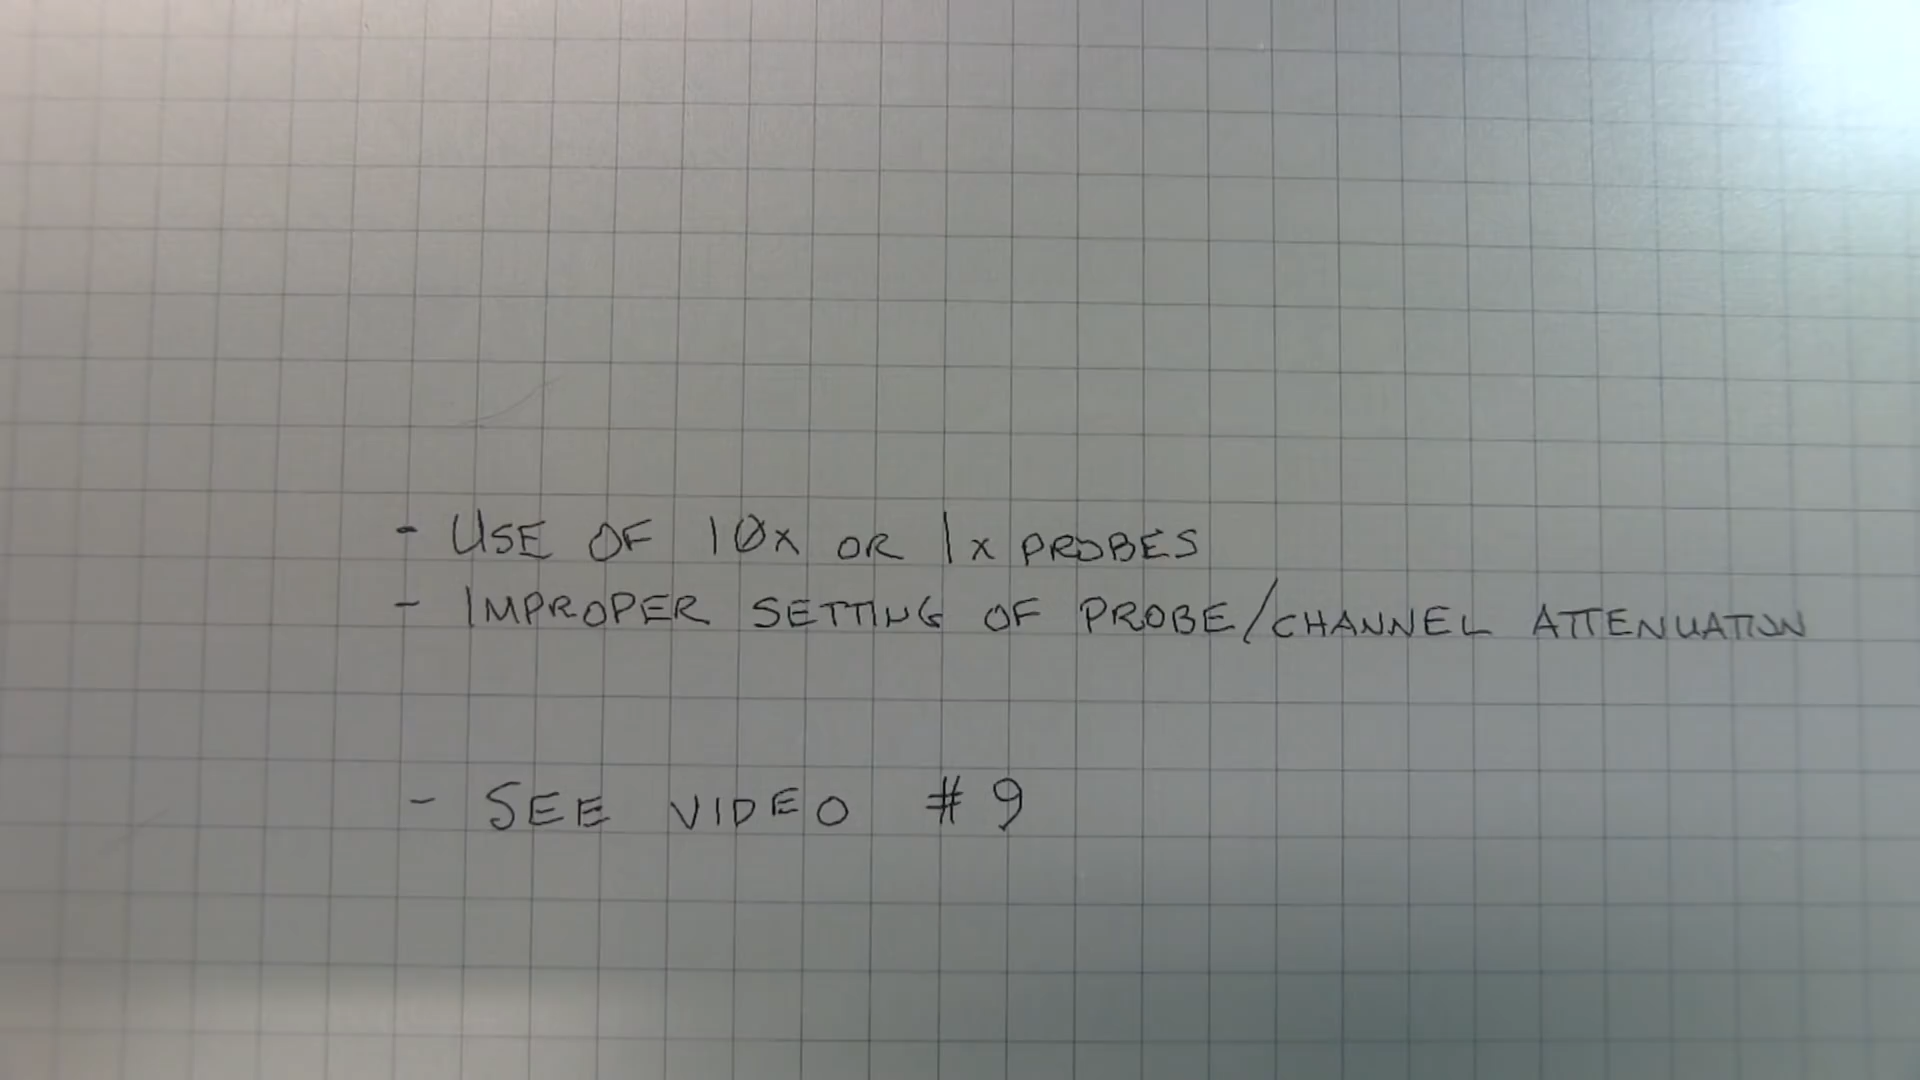 - USE OF 10x OR 1x PROBES
- IMPROPER SETTING OF PROBE/CHANNEL ATTENUATION
- SEE VIDEO #9